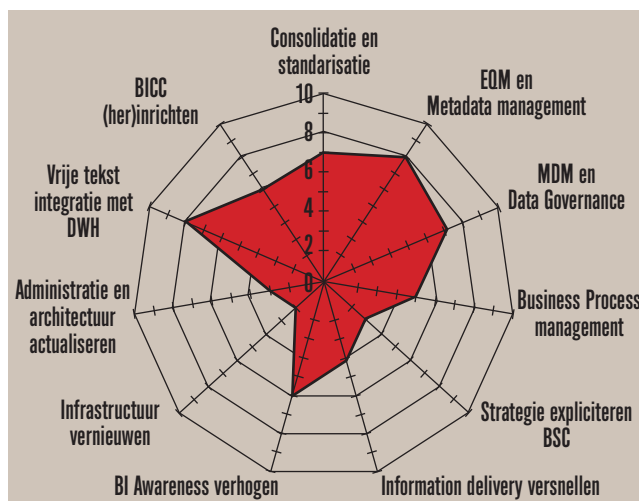 Consolidatie en
standarisatie
EQM en
Metadata management
MDM en
Data Governance
Business Process
management
Strategie expliciteren
BSC
Information delivery versnellen
BI Awareness verhogen
Infrastructuur
vernieuwen
Administratie en
architectuur
actualiseren
Vrije tekst
integratie met
DWH
BICC
(her)inrichten
10
8
6
4
2
0